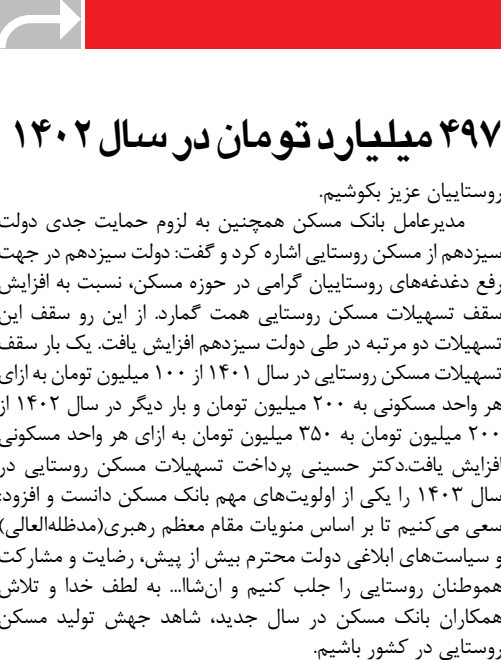 ۴۹۷ میلیارد تومان در سال ۱۴۰۲
روستاییان عزیز بکوشیم.
مدیرعامل بانک مسکن همچنین به لزوم حمایت جدی دولت
سیزدهم از مسکن روستایی اشاره کرد و گفت: دولت سیزدهم در جهت
رفع دغدغه‌های روستاییان گرامی در حوزه مسکن، نسبت به افزایش
سقف تسهیلات مسکن روستایی همت گمارد. از این رو سقف این
تسهیلات دو مرتبه در طی دولت سیزدهم افزایش یافت. یک بار سقف
تسهیلات مسکن روستایی در سال ۱۴۰۱ از ۱۰۰ میلیون تومان به ازای
هر واحد مسکونی به ۲۰۰ میلیون تومان و بار دیگر در سال ۱۴۰۲ از
۲۰۰ میلیون تومان به ۳۵۰ میلیون تومان به ازای هر واحد مسکونی
افزایش یافت.دکتر حسینی پرداخت تسهیلات مسکن روستایی در
سال ۱۴۰۳ را یکی از اولویت‌های مهم بانک مسکن دانست و افزود:
سعی می‌کنیم تا بر اساس منویات مقام معظم رهبری(مدظله‌العالی)
و سیاست‌های ابلاغی دولت محترم بیش از پیش، رضایت و مشارکت
هموطنان روستایی را جلب کنیم و ان‌شاا... به لطف خدا و تلاش
همکاران بانک مسکن در سال جدید، شاهد جهش تولید مسکن
روستایی در کشور باشیم.